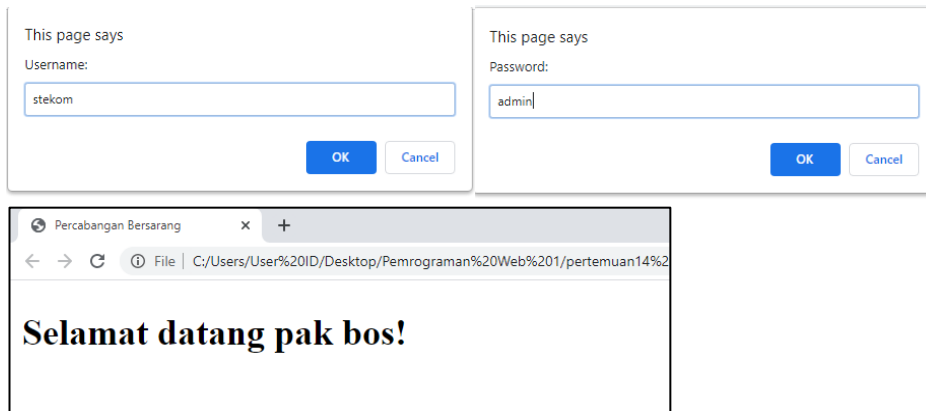 This page says
Username:
stekom
OK Cancel
This page says
Password:
admin
OK Cancel
Percabangan Bersarang × +
File | C:/Users/User%20ID/Desktop/Pemrograman%20Web%201/pertemuan14%2
Selamat datang pak bos!